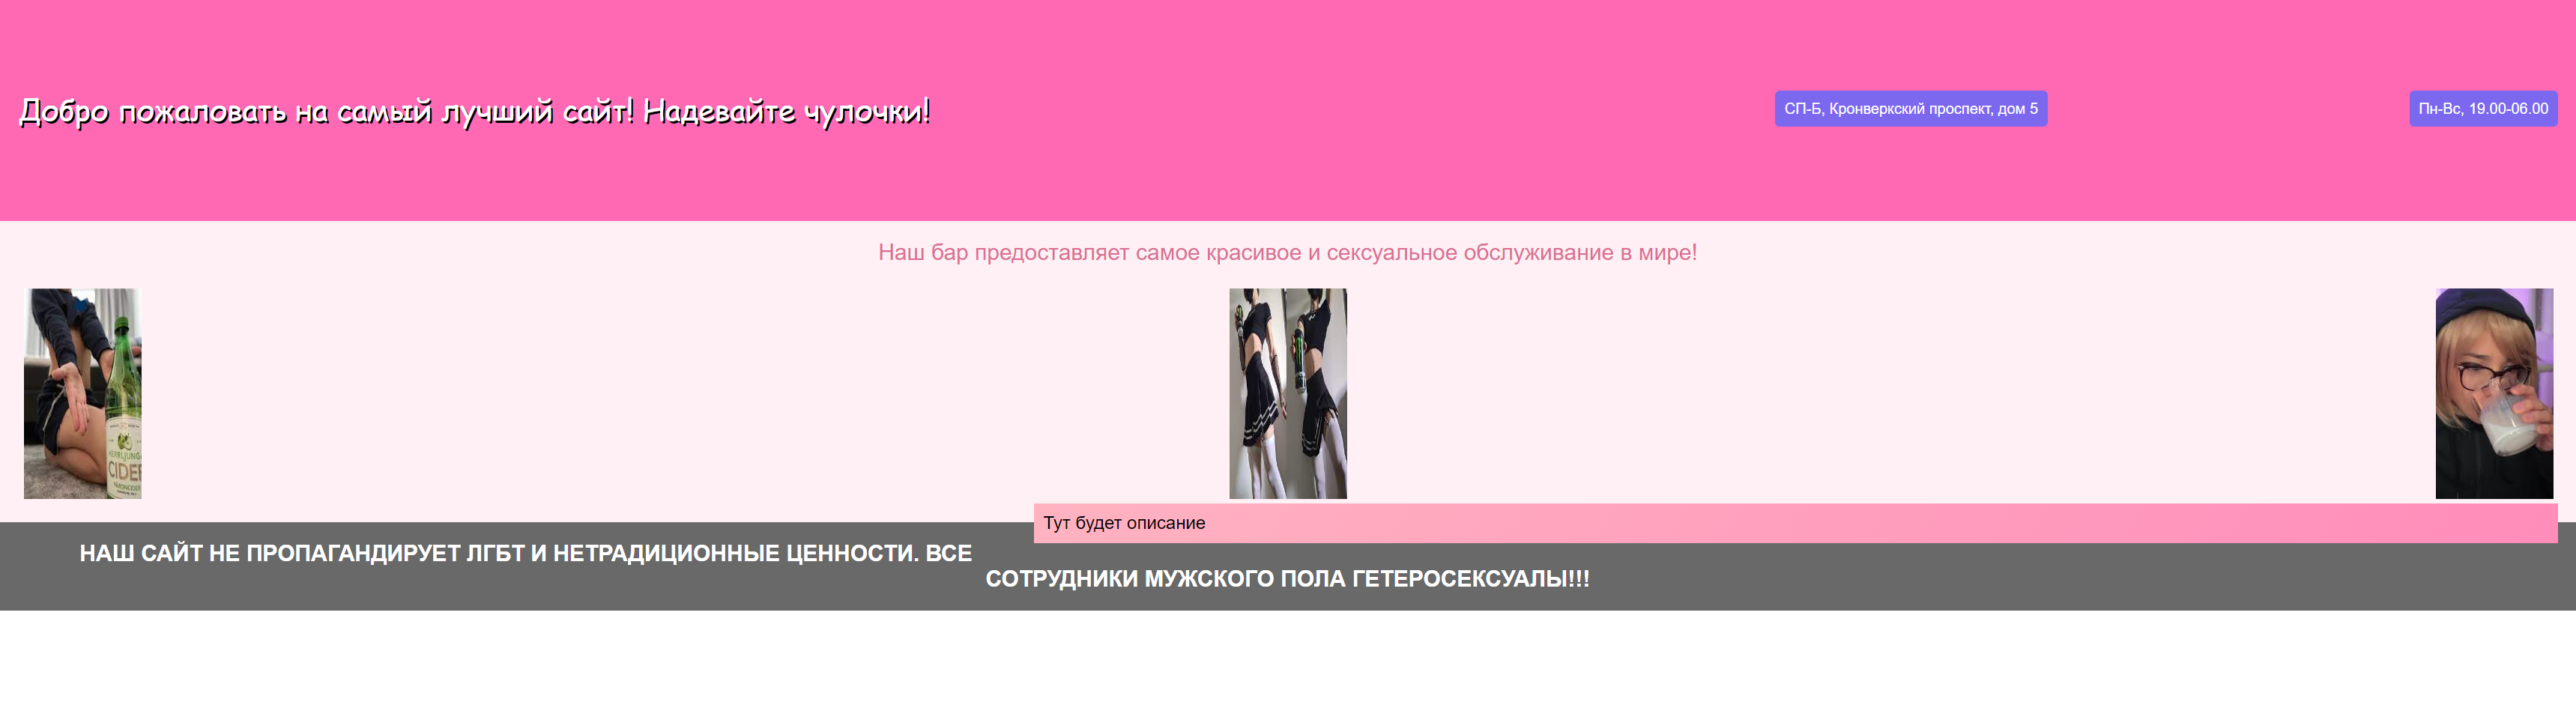 Добро пожаловать на самый лучший сайт! Надевайте чулочки!
СП-Б, Кронверкский проспект, дом 5
Пн-Вс, 19.00-06.00
Наш бар предоставляет самое красивое и сексуальное обслуживание в мире!
CIDER
Тут будет описание
НАШ САЙТ НЕ ПРОПАГАНДИРУЕТ ЛГБТ И НЕТРАДИЦИОННЫЕ ЦЕННОСТИ. ВСЕ
СОТРУДНИКИ МУЖСКОГО ПОЛА ГЕТЕРОСЕКСУАЛЫ!!!